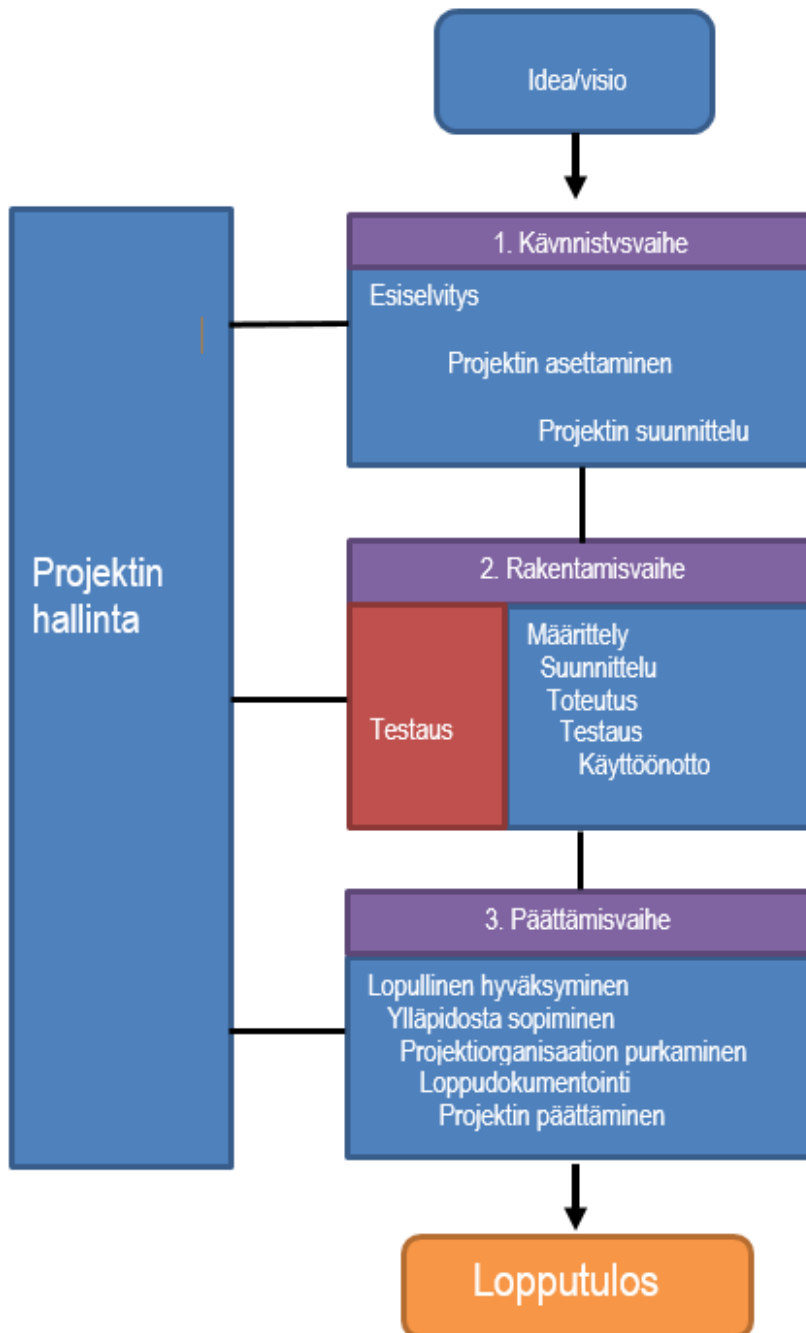 Idea/visio
1. Käynnistysvaihe
Esiselvitys
Projektin asettaminen
Projektin suunnittelu
Projektin
hallinta
2. Rakentamisvaihe
Testaus
Määrittely
Suunnittelu
Toteutus
Testaus
Käyttöönotto
3. Päättämisvaihe
Lopullinen hyväksyminen
Ylläpidosta sopiminen
Projektiorganisaation purkaminen
Loppudokumentointi
Projektin päättäminen
Lopputulos